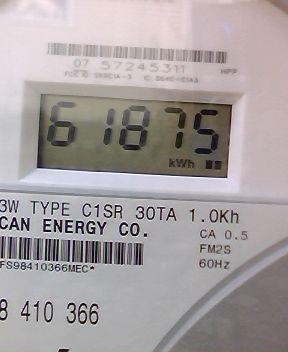 07 57245311
HPP
61875
kWh
3W TYPE C1SR 30TA 1.0Kh
CAN ENERGY CO.
CA 0.5
FM2S
60Hz
FS98410366MEC*
8 410 366